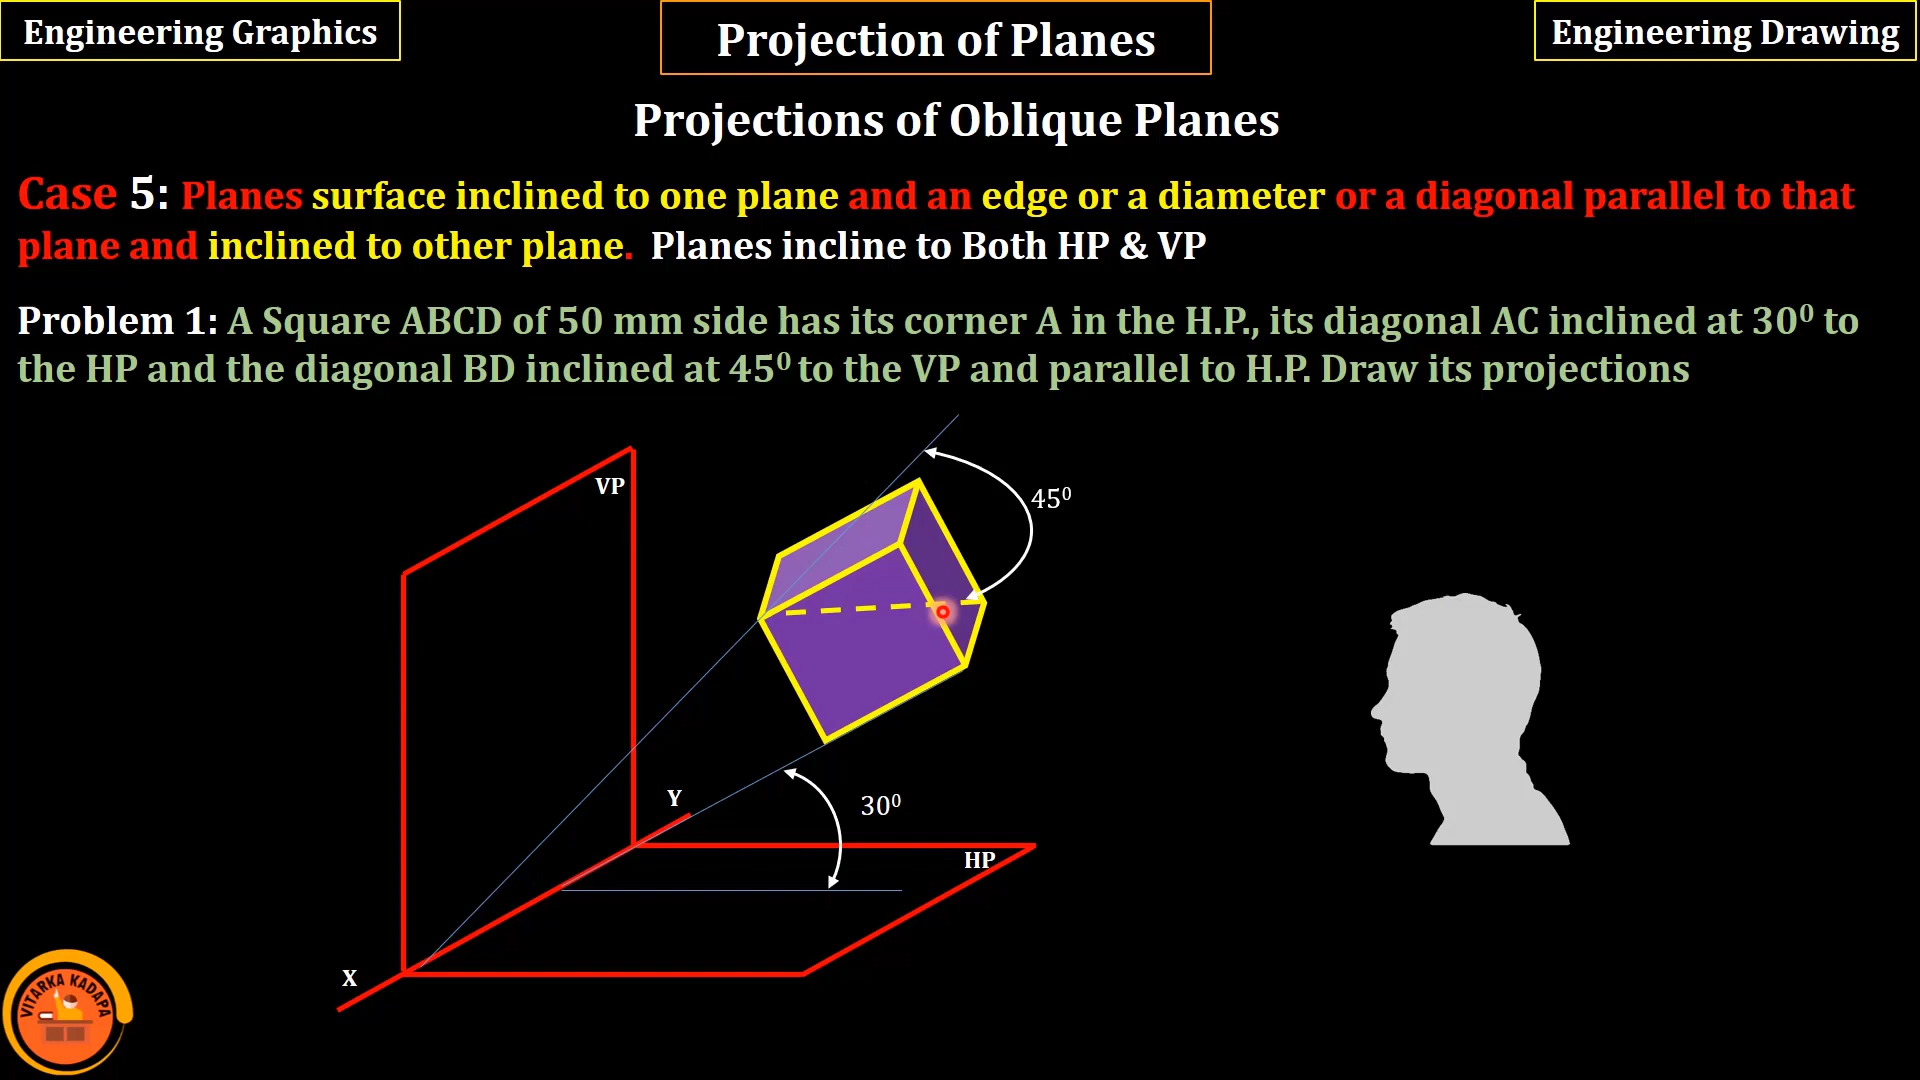 Engineering Graphics
Projection of Planes
Engineering Drawing
Projections of Oblique Planes
Case 5: Planes surface inclined to one plane and an edge or a diameter or a diagonal parallel to that
plane and inclined to other plane. Planes incline to Both HP & VP
Problem 1: A Square ABCD of 50 mm side has its corner A in the H.P., its diagonal AC inclined at 30⁰ to
the HP and the diagonal BD inclined at 45⁰ to the VP and parallel to H.P. Draw its projections
VP
45⁰
Y
30⁰
HP
X
VITARKA KADAPA